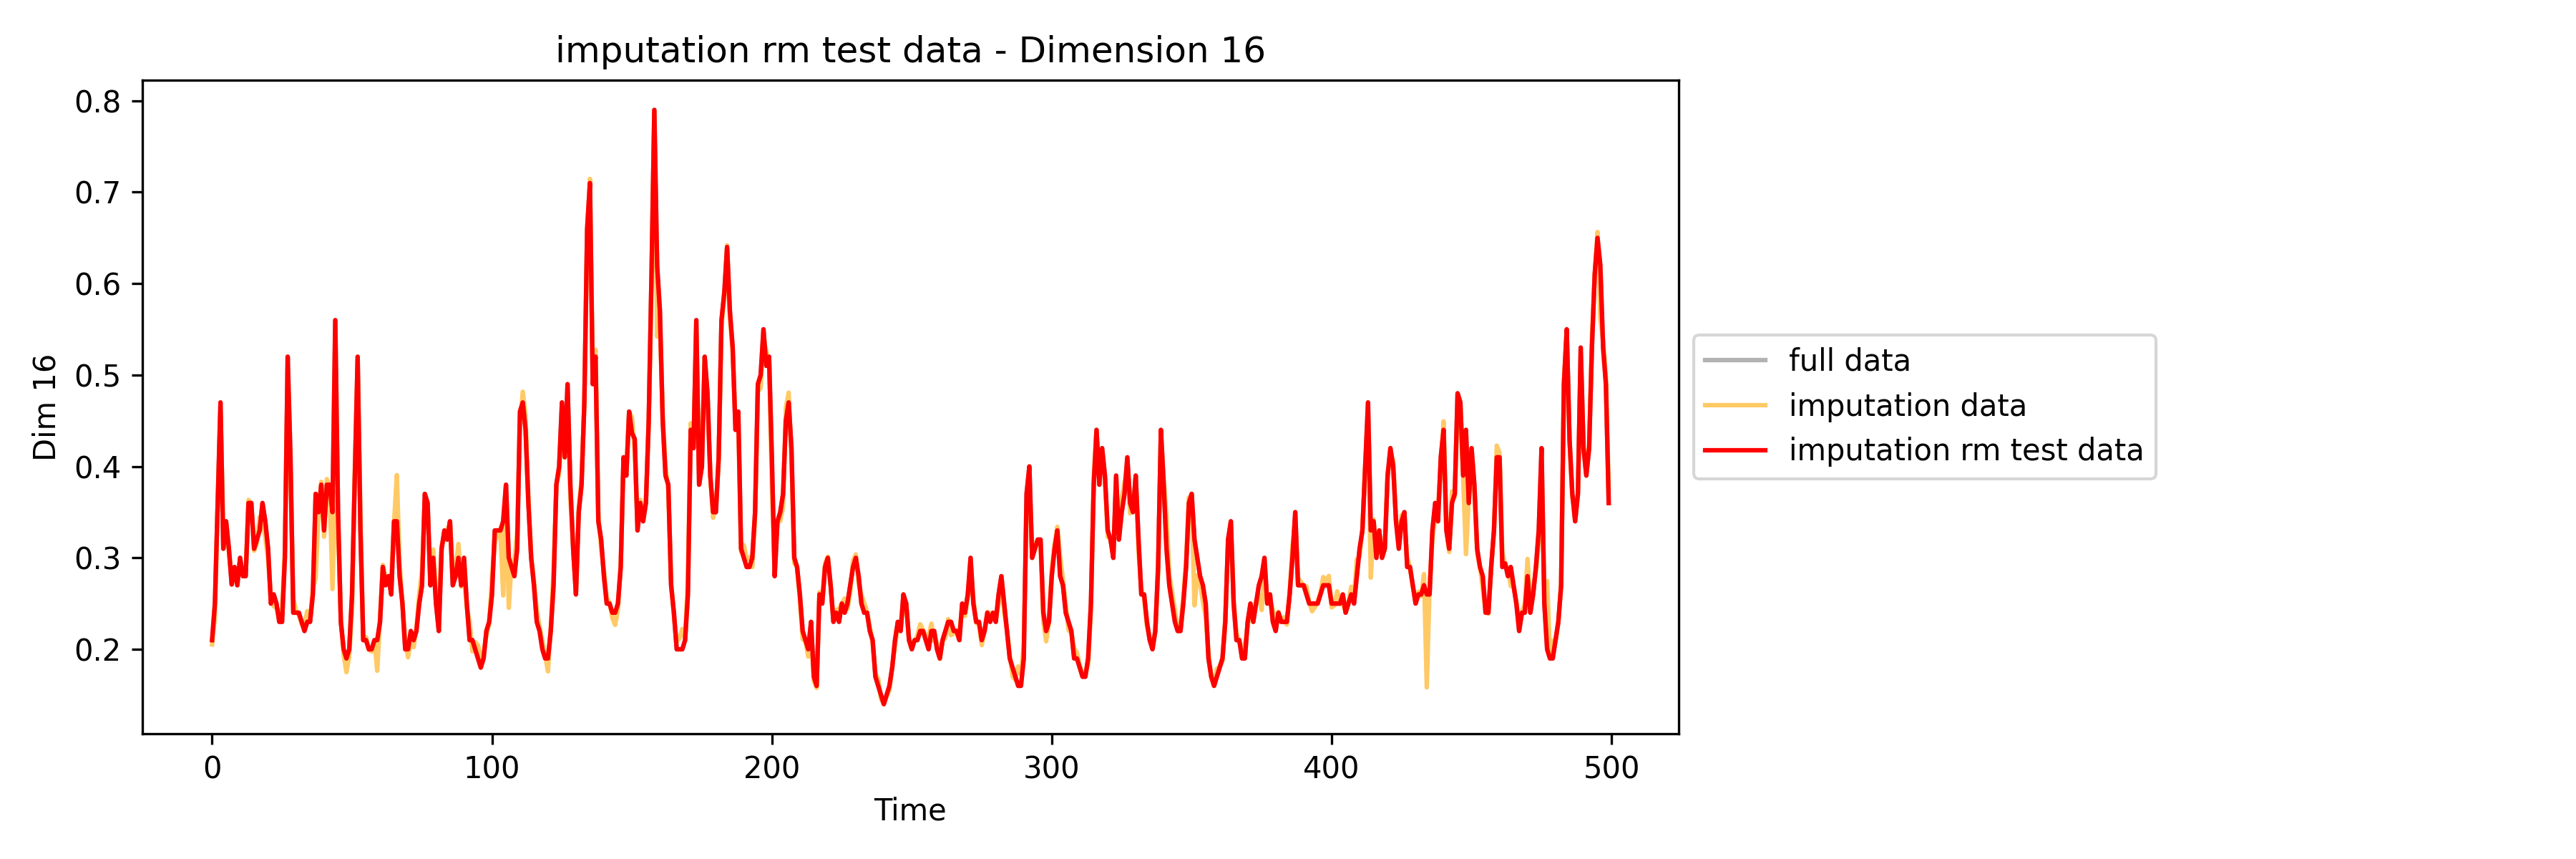 imputation rm test data - Dimension 16
Dim 16
0.8
0.7
0.6
0.5
0.4
0.3
0.2
0
100
200
300
400
500
Time
full data
imputation data
imputation rm test data